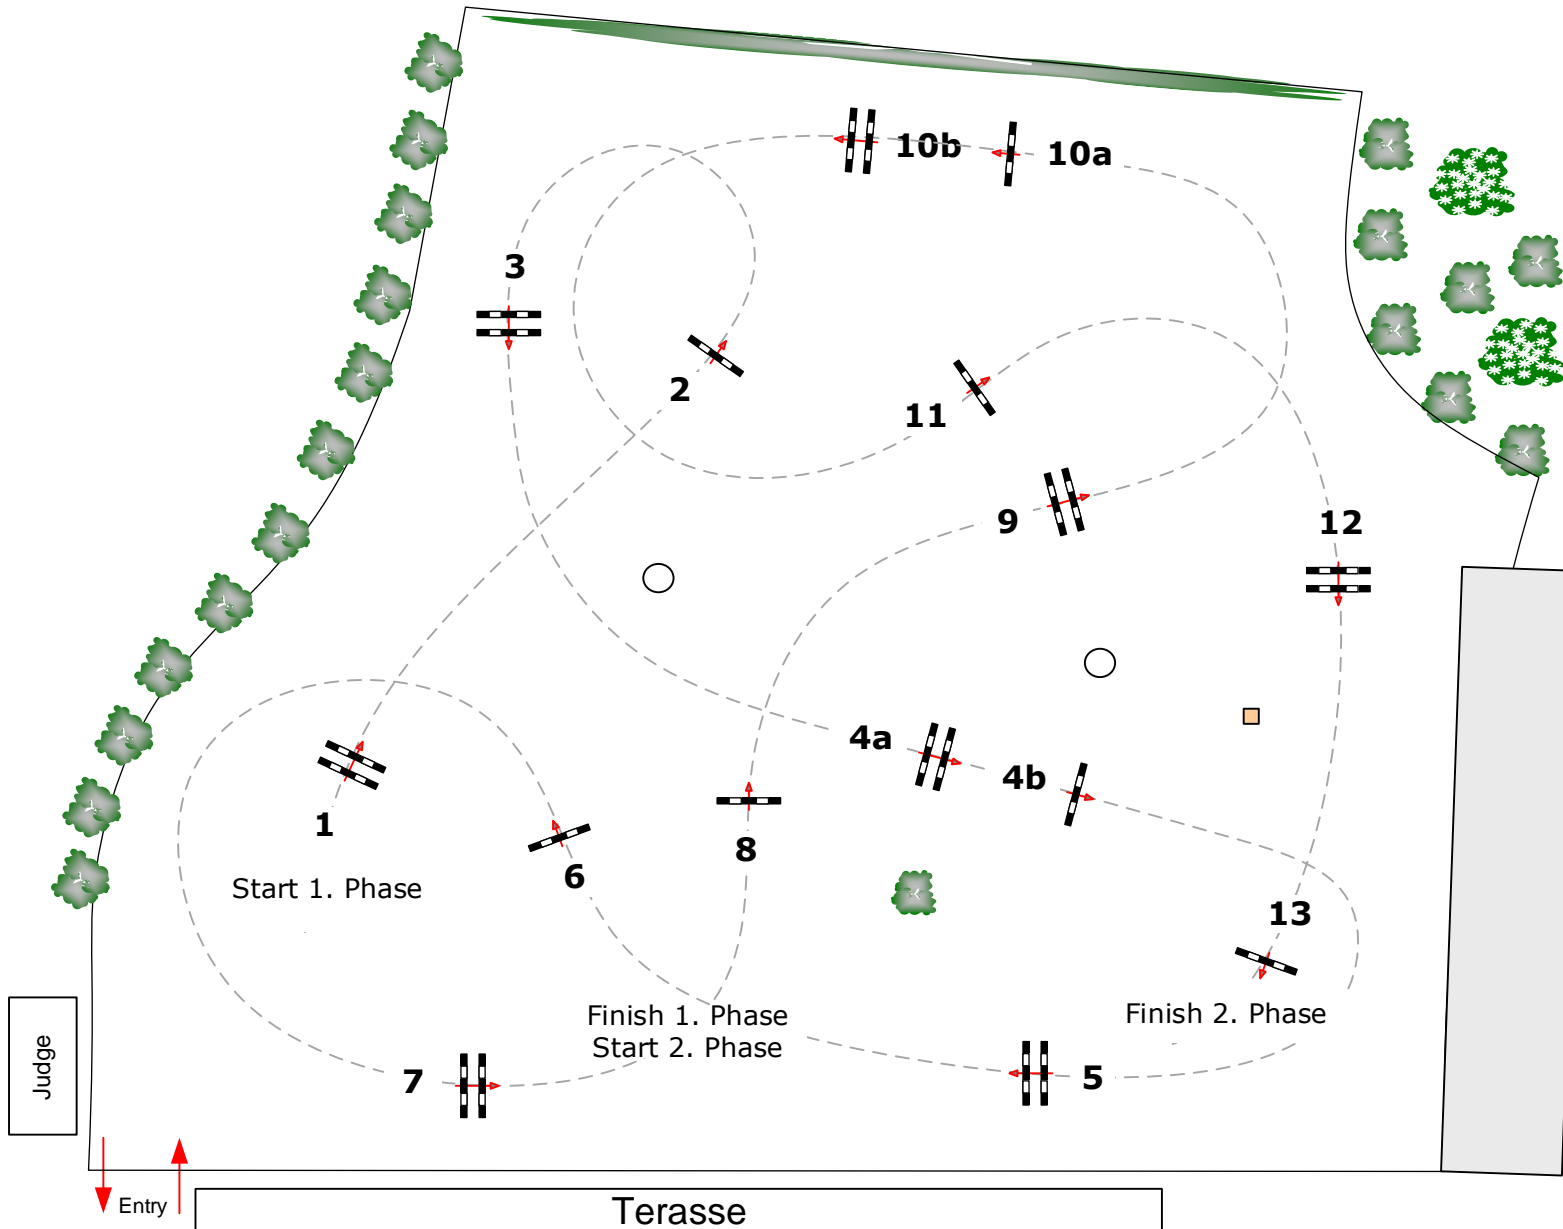 10b
10a
3
2
11
9
12
4a
4b
1
8
6
Start 1. Phase
13
Finish 1. Phase
Start 2. Phase
Finish 2. Phase
7
5
Judge
Entry
Terasse